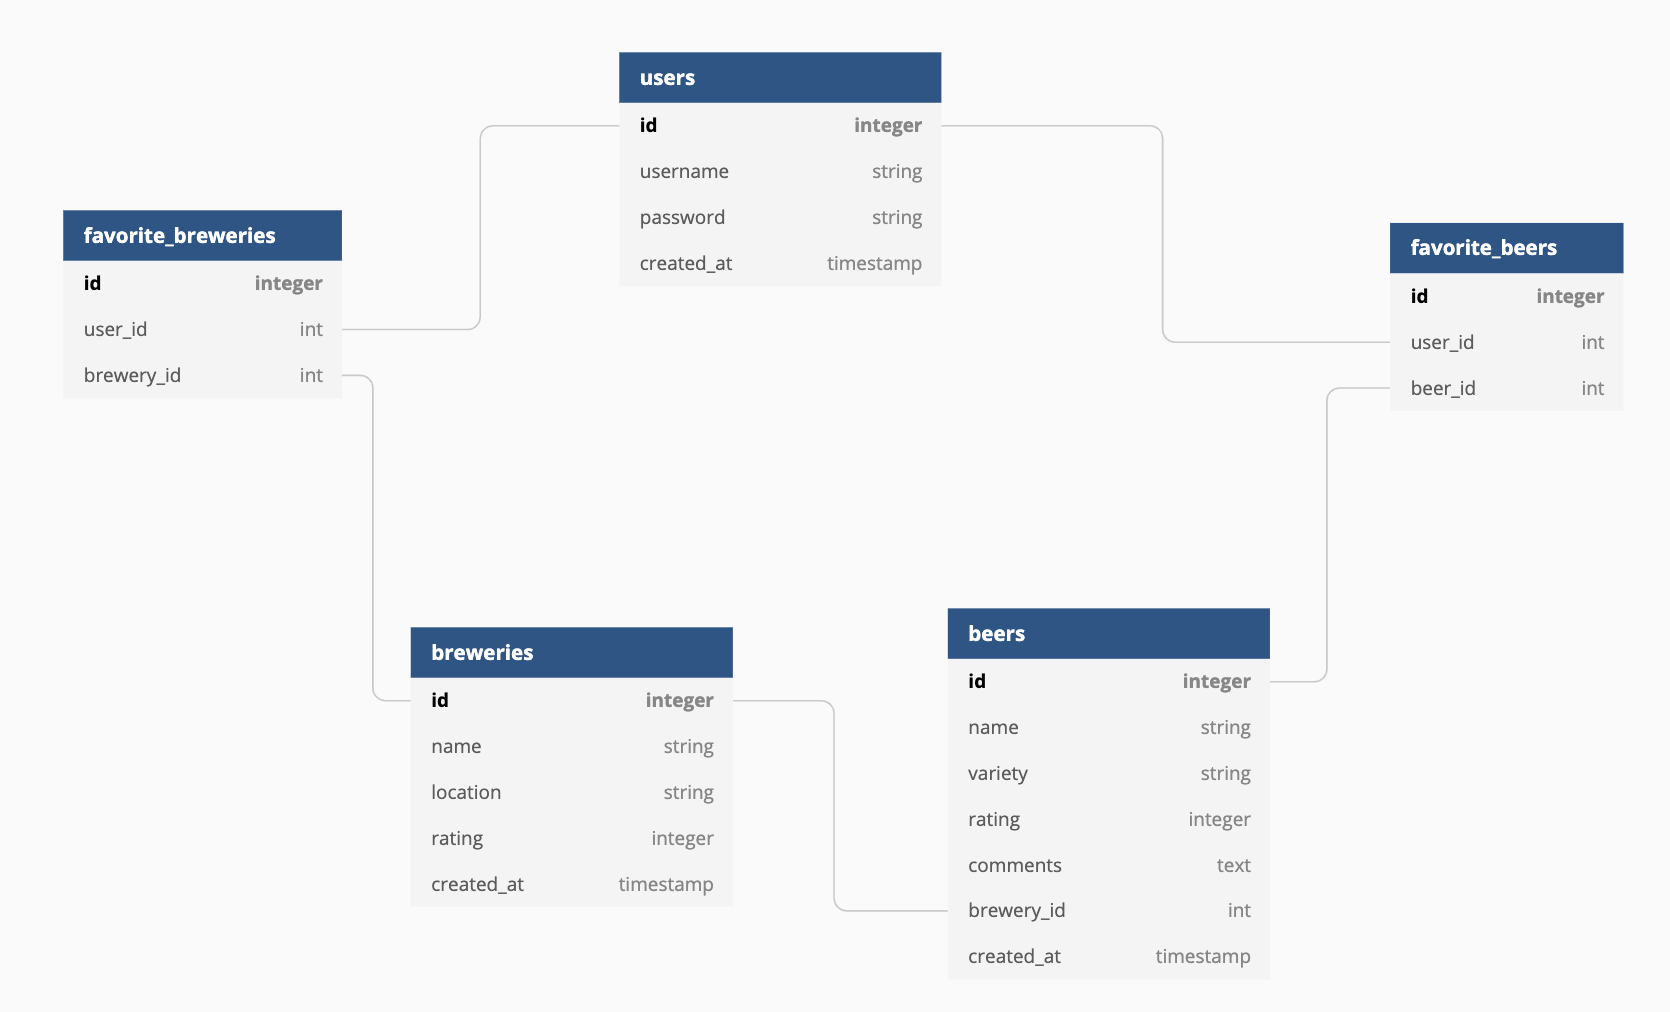 users
id integer
username string
password string
created_at timestamp
favorite_breweries
id integer
user_id int
brewery_id int
favorite_beers
id integer
user_id int
beer_id int
breweries
id integer
name string
location string
rating integer
created_at timestamp
beers
id integer
name string
variety string
rating integer
comments text
brewery_id int
created_at timestamp